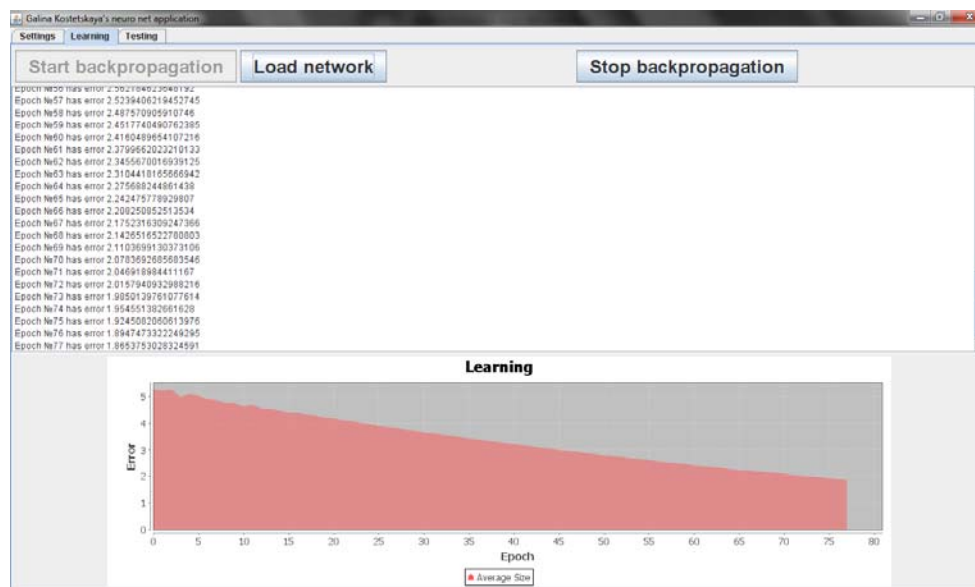 Galina Kostetskaya's neuro net application
Settings Learning Testing
Start backpropagation Load network Stop backpropagation
Epoch №56 has error 2.562184623648192
Epoch №57 has error 2.5239406219452745
Epoch №58 has error 2.487570905910746
Epoch №59 has error 2.4517740490762385
Epoch №60 has error 2.4160489654107216
Epoch №61 has error 2.3799662023210133
Epoch №62 has error 2.3455670016939125
Epoch №63 has error 2.3104418165666942
Epoch №64 has error 2.275688244861438
Epoch №65 has error 2.242475778929807
Epoch №66 has error 2.208250852513534
Epoch №67 has error 2.1752316309247366
Epoch №68 has error 2.1426516522780803
Epoch №69 has error 2.1103699130373106
Epoch №70 has error 2.0783692685683546
Epoch №71 has error 2.046918984411167
Epoch №72 has error 2.0157940932988216
Epoch №73 has error 1.9850139761077614
Epoch №74 has error 1.954551382661628
Epoch №75 has error 1.9245082060613976
Epoch №76 has error 1.8947473322249295
Epoch №77 has error 1.8653753028324591
Learning
5
4
3
2
1
0
Error
0 5 10 15 20 25 30 35 40 45 50 55 60 65 70 75 80
Epoch
Average Size